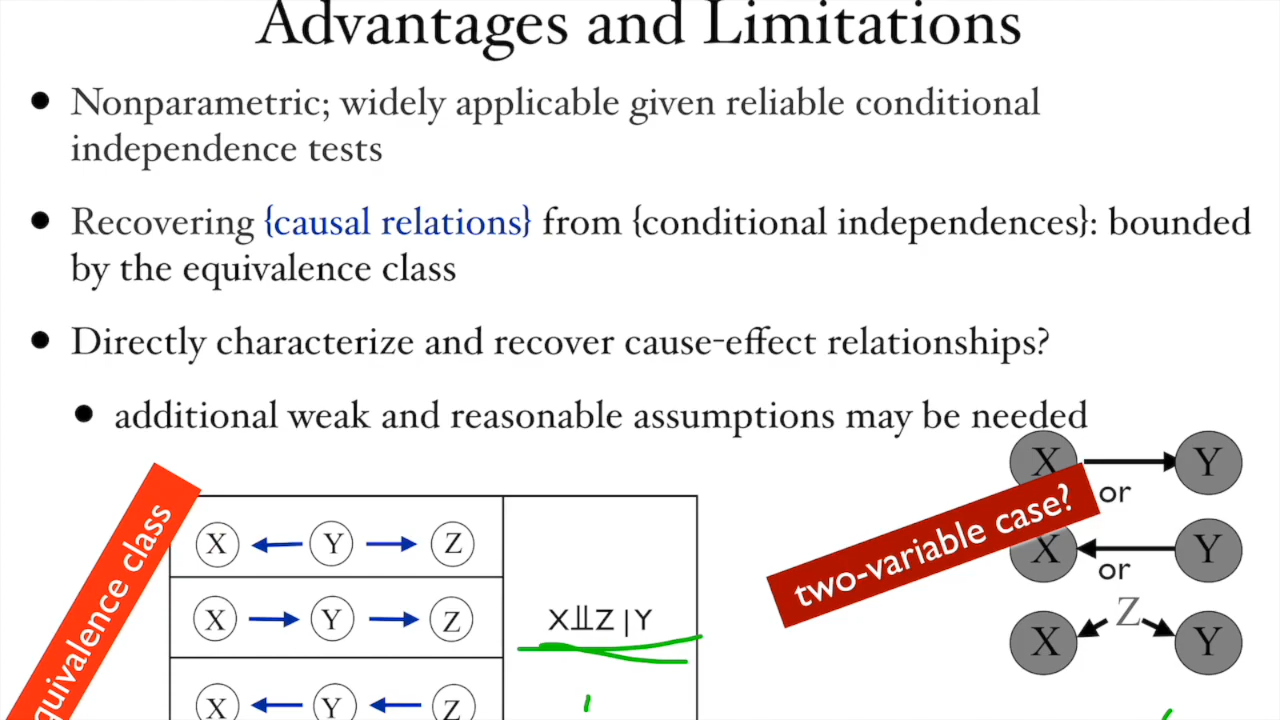 Advantages and Limitations
Nonparametric; widely applicable given reliable conditional
independence tests
Recovering {causal relations} from {conditional independences}: bounded
by the equivalence class
Directly characterize and recover cause-effect relationships?
additional weak and reasonable assumptions may be needed
X Y
or
two-variable case?
X Y
or
Z
X Y
quivalence class
X Y Z
X Y Z
X Y Z
X⫫Z | Y